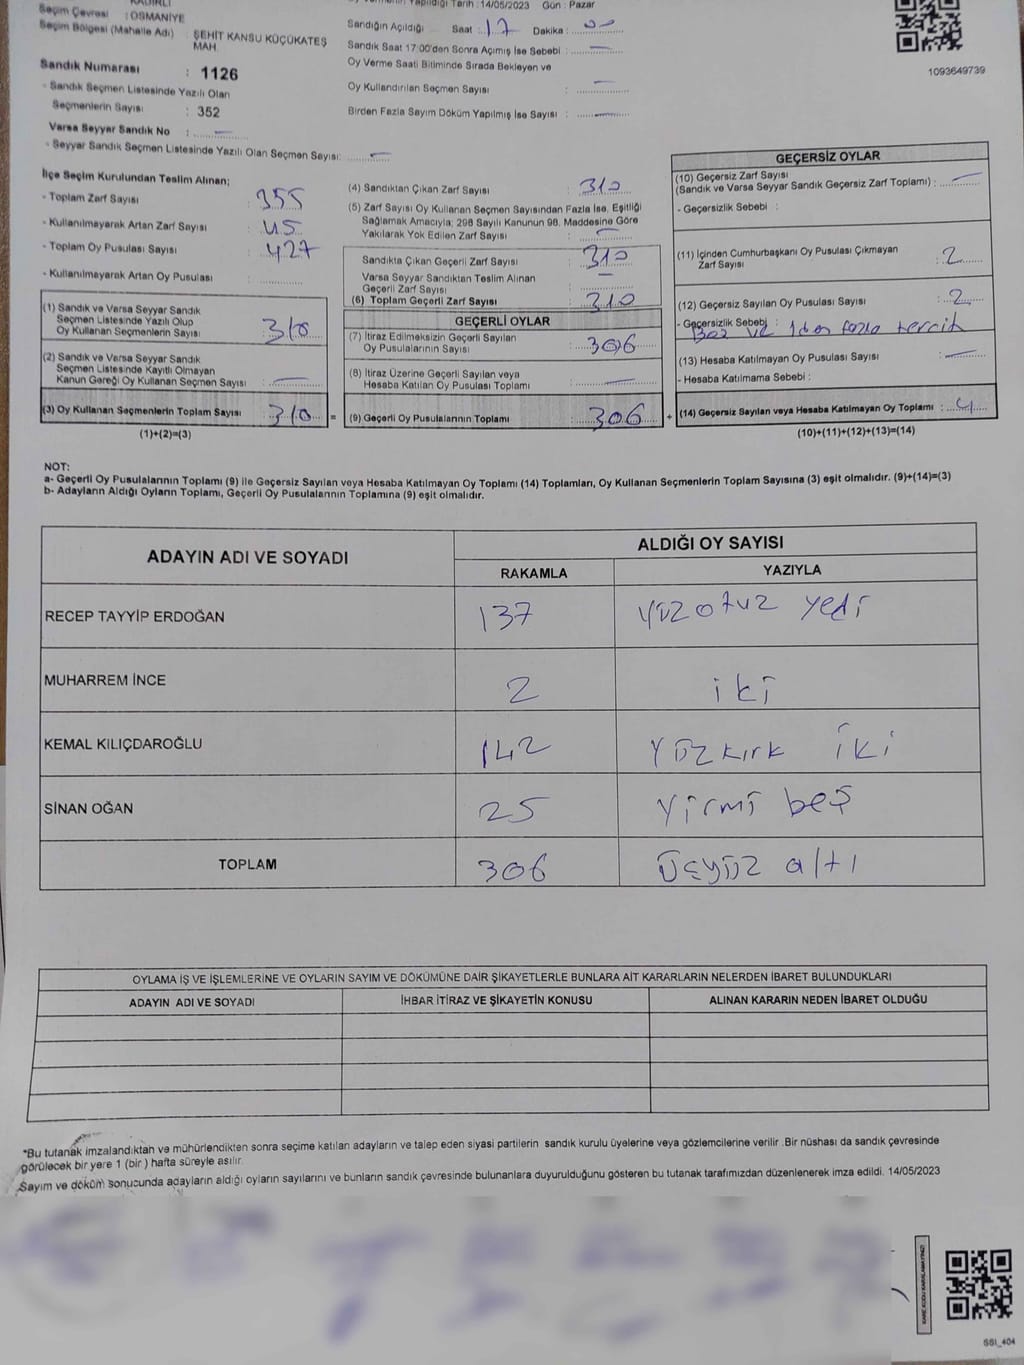 KADİRLİ
Yapıldığı Tarih :14/05/2023 Gün : Pazar
Seçim Çevresi : OSMANİYE
Seçim Bölgesi (Mahalle Adı) : ŞEHİT KANSU KÜÇÜKATEŞ MAH.
Sandık Numarası : 1126
- Sandık Seçmen Listesinde Yazılı Olan
Seçmenlerin Sayısı : 352
Varsa Seyyar Sandık No : —
- Seyyar Sandık Seçmen Listesinde Yazılı Olan Seçmen Sayısı: —
Sandığın Açıldığı Saat : 17 Dakika :
Sandık Saat 17:00'den Sonra Açımış İse Sebebi : —
Oy Verme Saati Bitiminde Sırada Bekleyen ve
Oy Kullandırılan Seçmen Sayısı : —
Birden Fazla Sayım Döküm Yapılmış İse Sayısı : —
1093649739
İlçe Seçim Kurulundan Teslim Alınan;
- Toplam Zarf Sayısı : 355
- Kullanılmayarak Artan Zarf Sayısı : 45
- Toplam Oy Pusulası Sayısı : 427
- Kullanılmayarak Artan Oy Pusulası :
(1) Sandık ve Varsa Seyyar Sandık
Seçmen Listesinde Yazılı Olup
Oy Kullanan Seçmenlerin Sayısı : 310
(2) Sandık ve Varsa Seyyar Sandık
Seçmen Listesinde Kayıtlı Olmayan
Kanun Gereği Oy Kullanan Seçmen Sayısı : —
(3) Oy Kullanan Seçmenlerin Toplam Sayısı : 310 =
(1)+(2)=(3)
(4) Sandıktan Çıkan Zarf Sayısı : 310
(5) Zarf Sayısı Oy Kullanan Seçmen Sayısından Fazla İse, Eşitliği
Sağlamak Amacıyla; 298 Sayılı Kanunun 98. Maddesine Göre
Yakılarak Yok Edilen Zarf Sayısı : —
Sandıkta Çıkan Geçerli Zarf Sayısı : 310
Varsa Seyyar Sandıktan Teslim Alınan
Geçerli Zarf Sayısı : —
(6) Toplam Geçerli Zarf Sayısı : 310
GEÇERLİ OYLAR
(7) İtiraz Edilmeksizin Geçerli Sayılan
Oy Pusulalarının Sayısı : 306
(8) İtiraz Üzerine Geçerli Sayılan veya
Hesaba Katılan Oy Pusulası Toplamı : —
(9) Geçerli Oy Pusulalarının Toplamı : 306 +
GEÇERSİZ OYLAR
(10) Geçersiz Zarf Sayısı
(Sandık ve Varsa Seyyar Sandık Geçersiz Zarf Toplamı) : —
- Geçersizlik Sebebi :
(11) İçinden Cumhurbaşkanı Oy Pusulası Çıkmayan
Zarf Sayısı : 2
(12) Geçersiz Sayılan Oy Pusulası Sayısı : 2
- Geçersizlik Sebebi : Boş ve 1den fazla tercih
(13) Hesaba Katılmayan Oy Pusulası Sayısı : —
- Hesaba Katılmama Sebebi :
(14) Geçersiz Sayılan veya Hesaba Katılmayan Oy Toplamı : 4
(10)+(11)+(12)+(13)=(14)
NOT:
a- Geçerli Oy Pusulalarının Toplamı (9) ile Geçersiz Sayılan veya Hesaba Katılmayan Oy Toplamı (14) Toplamları, Oy Kullanan Seçmenlerin Toplam Sayısına (3) eşit olmalıdır. (9)+(14)=(3)
b- Adayların Aldığı Oyların Toplamı, Geçerli Oy Pusulalarının Toplamına (9) eşit olmalıdır.
ADAYIN ADI VE SOYADI ALDIĞI OY SAYISI
RAKAMLA YAZIYLA
RECEP TAYYİP ERDOĞAN 137 yüzotuz yedi
MUHARREM İNCE 2 iki
KEMAL KILIÇDAROĞLU 142 yüzkırk iki
SİNAN OĞAN 25 yirmi beş
TOPLAM 306 üçyüz altı
OYLAMA İŞ VE İŞLEMLERİNE VE OYLARIN SAYIM VE DÖKÜMÜNE DAİR ŞİKAYETLERLE BUNLARA AİT KARARLARIN NELERDEN İBARET BULUNDUKLARI
ADAYIN ADI VE SOYADI İHBAR İTİRAZ VE ŞİKAYETİN KONUSU ALINAN KARARIN NEDEN İBARET OLDUĞU
*Bu tutanak imzalandıktan ve mühürlendikten sonra seçime katılan adayların ve talep eden siyasi partilerin sandık kurulu üyelerine veya gözlemcilerine verilir .Bir nüshası da sandık çevresinde
görülecek bir yere 1 (bir ) hafta süreyle asılır.
Sayım ve döküm sonucunda adayların aldığı oyların sayılarını ve bunların sandık çevresinde bulunanlara duyurulduğunu gösteren bu tutanak tarafımızdan düzenlenerek imza edildi. 14/05/2023
KARE KODU KARALAMAYINIZ!
SSI_404